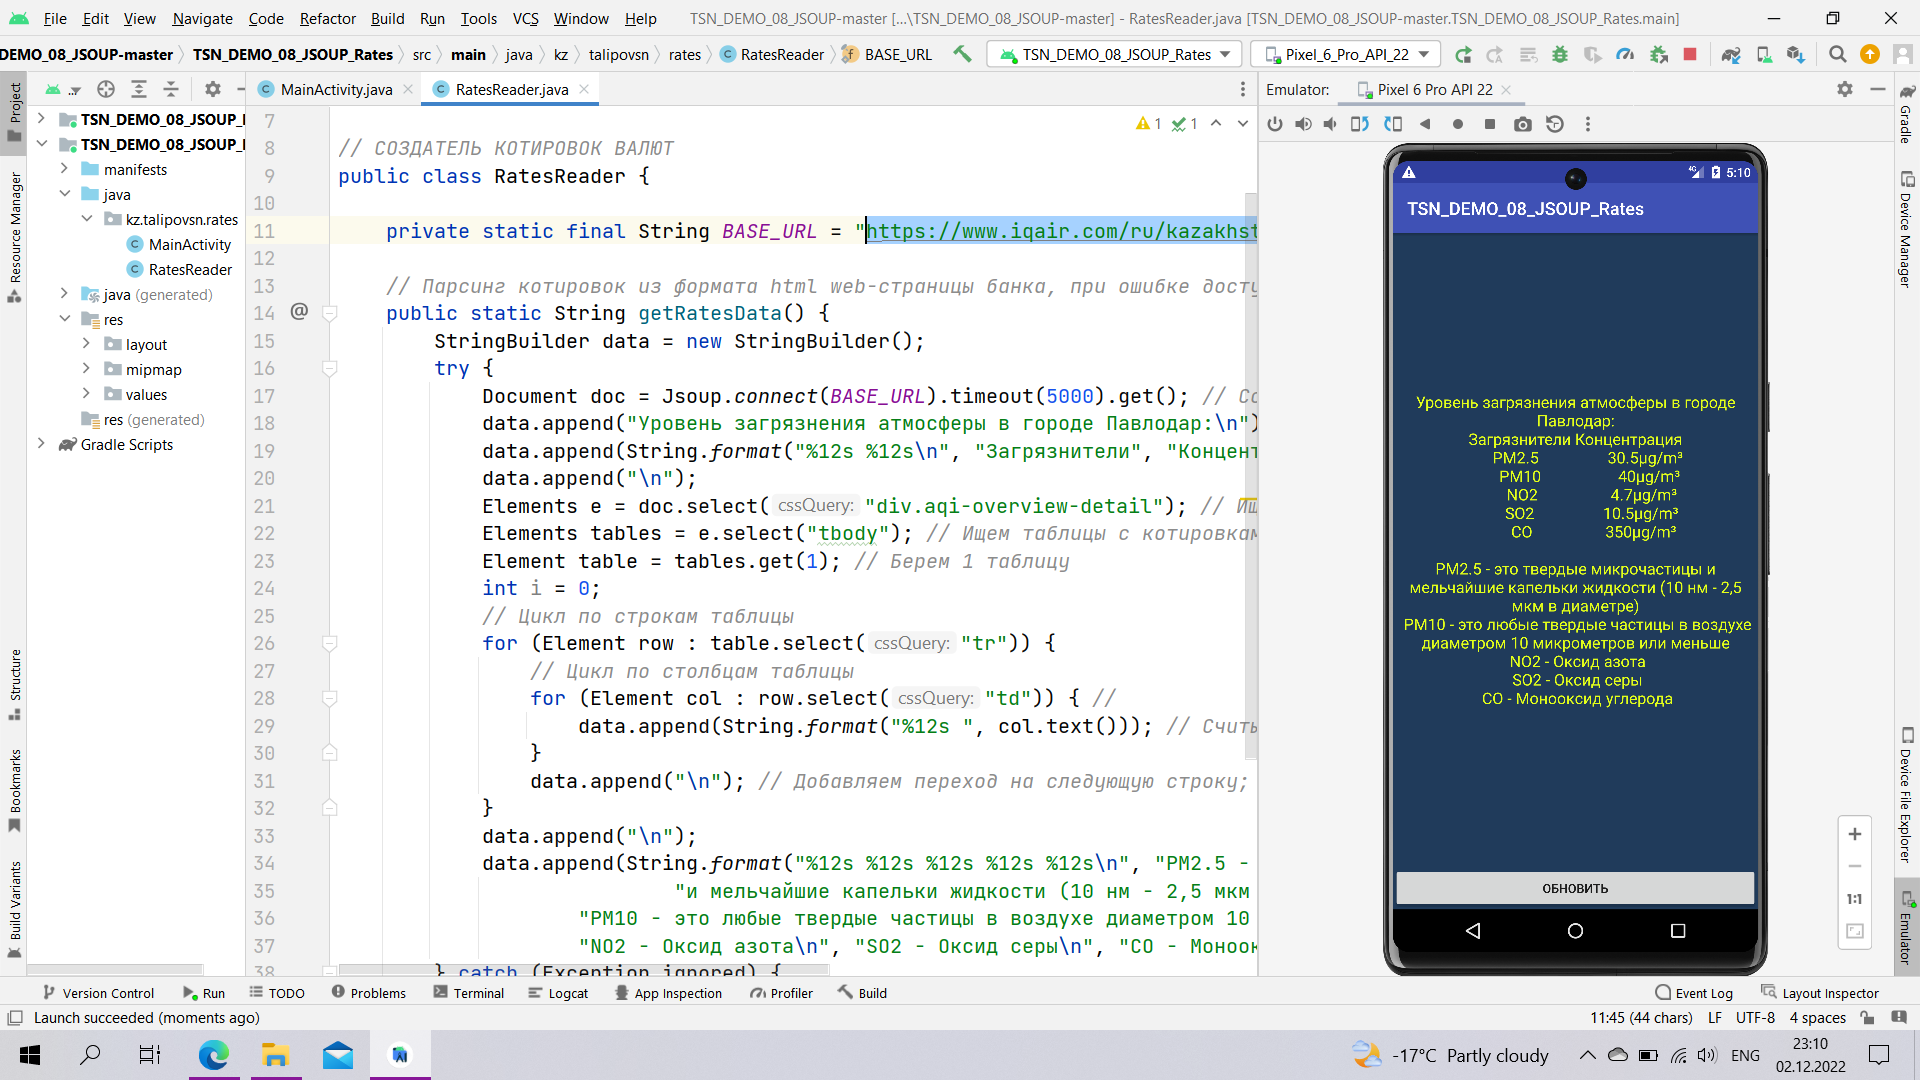 File Edit View Navigate Code Refactor Build Run Tools VCS Window Help TSN_DEMO_08_JSOUP-master [...\TSN_DEMO_08_JSOUP-master] - RatesReader.java [TSN_DEMO_08_JSOUP-master.TSN_DEMO_08_JSOUP_Rates.main]
DEMO_08_JSOUP-master TSN_DEMO_08_JSOUP_Rates src main java kz talipovsn rates RatesReader BASE_URL TSN_DEMO_08_JSOUP_Rates Pixel_6_Pro_API_22
MainActivity.java RatesReader.java Emulator: Pixel 6 Pro API 22
Project
Resource Manager
Structure
Bookmarks
Build Variants
TSN_DEMO_08_JSOUP_
TSN_DEMO_08_JSOUP_
manifests
java
kz.talipovsn.rates
MainActivity
RatesReader
java (generated)
res
layout
mipmap
values
res (generated)
Gradle Scripts
1 1
7
8 // СОЗДАТЕЛЬ КОТИРОВОК ВАЛЮТ
9 public class RatesReader {
10
11 private static final String BASE_URL = "https://www.iqair.com/ru/kazakhst
12
13 // Парсинг котировок из формата html web-страницы банка, при ошибке дост
14 @ public static String getRatesData() {
15 StringBuilder data = new StringBuilder();
16 try {
17 Document doc = Jsoup.connect(BASE_URL).timeout(5000).get(); // Со
18 data.append("Уровень загрязнения атмосферы в городе Павлодар:\n")
19 data.append(String.format("%12s %12s\n", "Загрязнители", "Концент
20 data.append("\n");
21 Elements e = doc.select( cssQuery: "div.aqi-overview-detail"); // Ищ
22 Elements tables = e.select("tbody"); // Ищем таблицы с котировкам
23 Element table = tables.get(1); // Берем 1 таблицу
24 int i = 0;
25 // Цикл по строкам таблицы
26 for (Element row : table.select( cssQuery: "tr")) {
27 // Цикл по столбцам таблицы
28 for (Element col : row.select( cssQuery: "td")) { //
29 data.append(String.format("%12s ", col.text())); // Считы
30 }
31 data.append("\n"); // Добавляем переход на следующую строку;
32 }
33 data.append("\n");
34 data.append(String.format("%12s %12s %12s %12s %12s\n", "PM2.5 -
35 "и мельчайшие капельки жидкости (10 нм - 2,5 мкм
36 "PM10 - это любые твердые частицы в воздухе диаметром 10
37 "NO2 - Оксид азота\n", "SO2 - Оксид серы\n", "CO - Моноок
38 } catch (Exception ignored) {
5:10
TSN_DEMO_08_JSOUP_Rates
Уровень загрязнения атмосферы в городе
Павлодар:
Загрязнители Концентрация
PM2.5 30.5µg/m³
PM10 40µg/m³
NO2 4.7µg/m³
SO2 10.5µg/m³
CO 350µg/m³
PM2.5 - это твердые микрочастицы и
мельчайшие капельки жидкости (10 нм - 2,5
мкм в диаметре)
PM10 - это любые твердые частицы в воздухе
диаметром 10 микрометров или меньше
NO2 - Оксид азота
SO2 - Оксид серы
CO - Монооксид углерода
ОБНОВИТЬ
1:1
Gradle
Device Manager
Device File Explorer
Emulator
Version Control Run TODO Problems Terminal Logcat App Inspection Profiler Build Event Log Layout Inspector
Launch succeeded (moments ago) 11:45 (44 chars) LF UTF-8 4 spaces
-17°C Partly cloudy ENG 23:10
02.12.2022